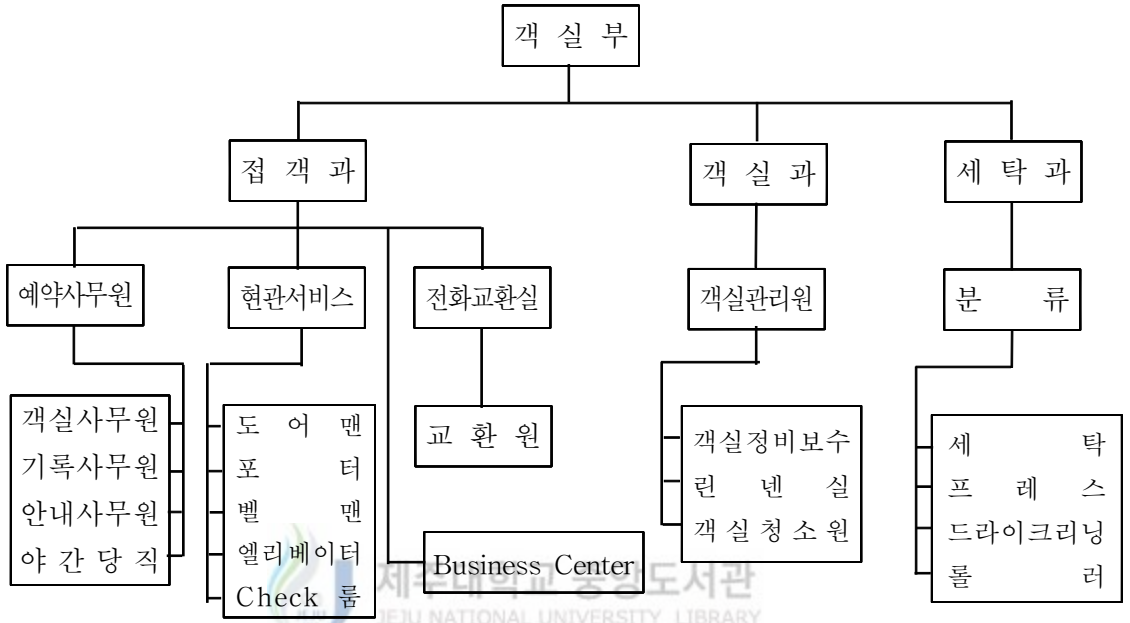 객 실 부
접 객 과
객 실 과
세 탁 과
예약사무원
현관서비스
전화교환실
객실관리원
분 류
객실사무원
기록사무원
안내사무원
야 간 당 직
도 어 맨
포 터
벨 맨
엘리베이터
Check 룸
교 환 원
Business Center
객실정비보수
린 넨 실
객실청소원
세 탁
프 레 스
드라이크리닝
롤 러
제주대학교 중앙도서관
JEJU NATIONAL UNIVERSITY LIBRARY